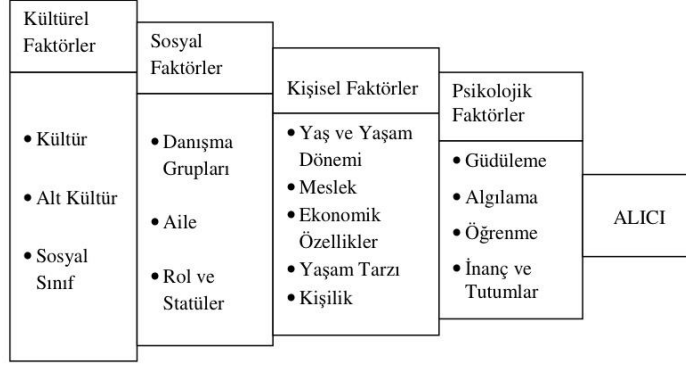 Kültürel
Faktörler
• Kültür
• Alt Kültür
• Sosyal
Sınıf
Sosyal
Faktörler
• Danışma
Grupları
• Aile
• Rol ve
Statüler
Kişisel Faktörler
• Yaş ve Yaşam
Dönemi
• Meslek
• Ekonomik
Özellikler
• Yaşam Tarzı
• Kişilik
Psikolojik
Faktörler
• Güdüleme
• Algılama
• Öğrenme
• İnanç ve
Tutumlar
ALICI